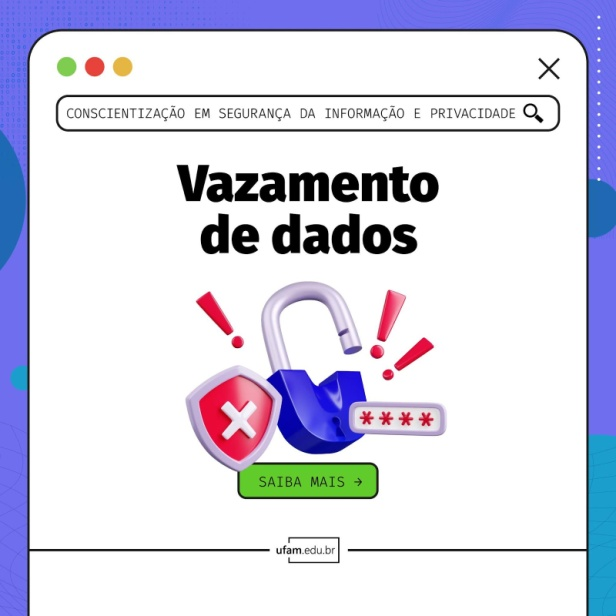 CONSCIENTIZAÇÃO EM SEGURANÇA DA INFORMAÇÃO E PRIVACIDADE
Vazamento
de dados
****
SAIBA MAIS →
ufam.edu.br